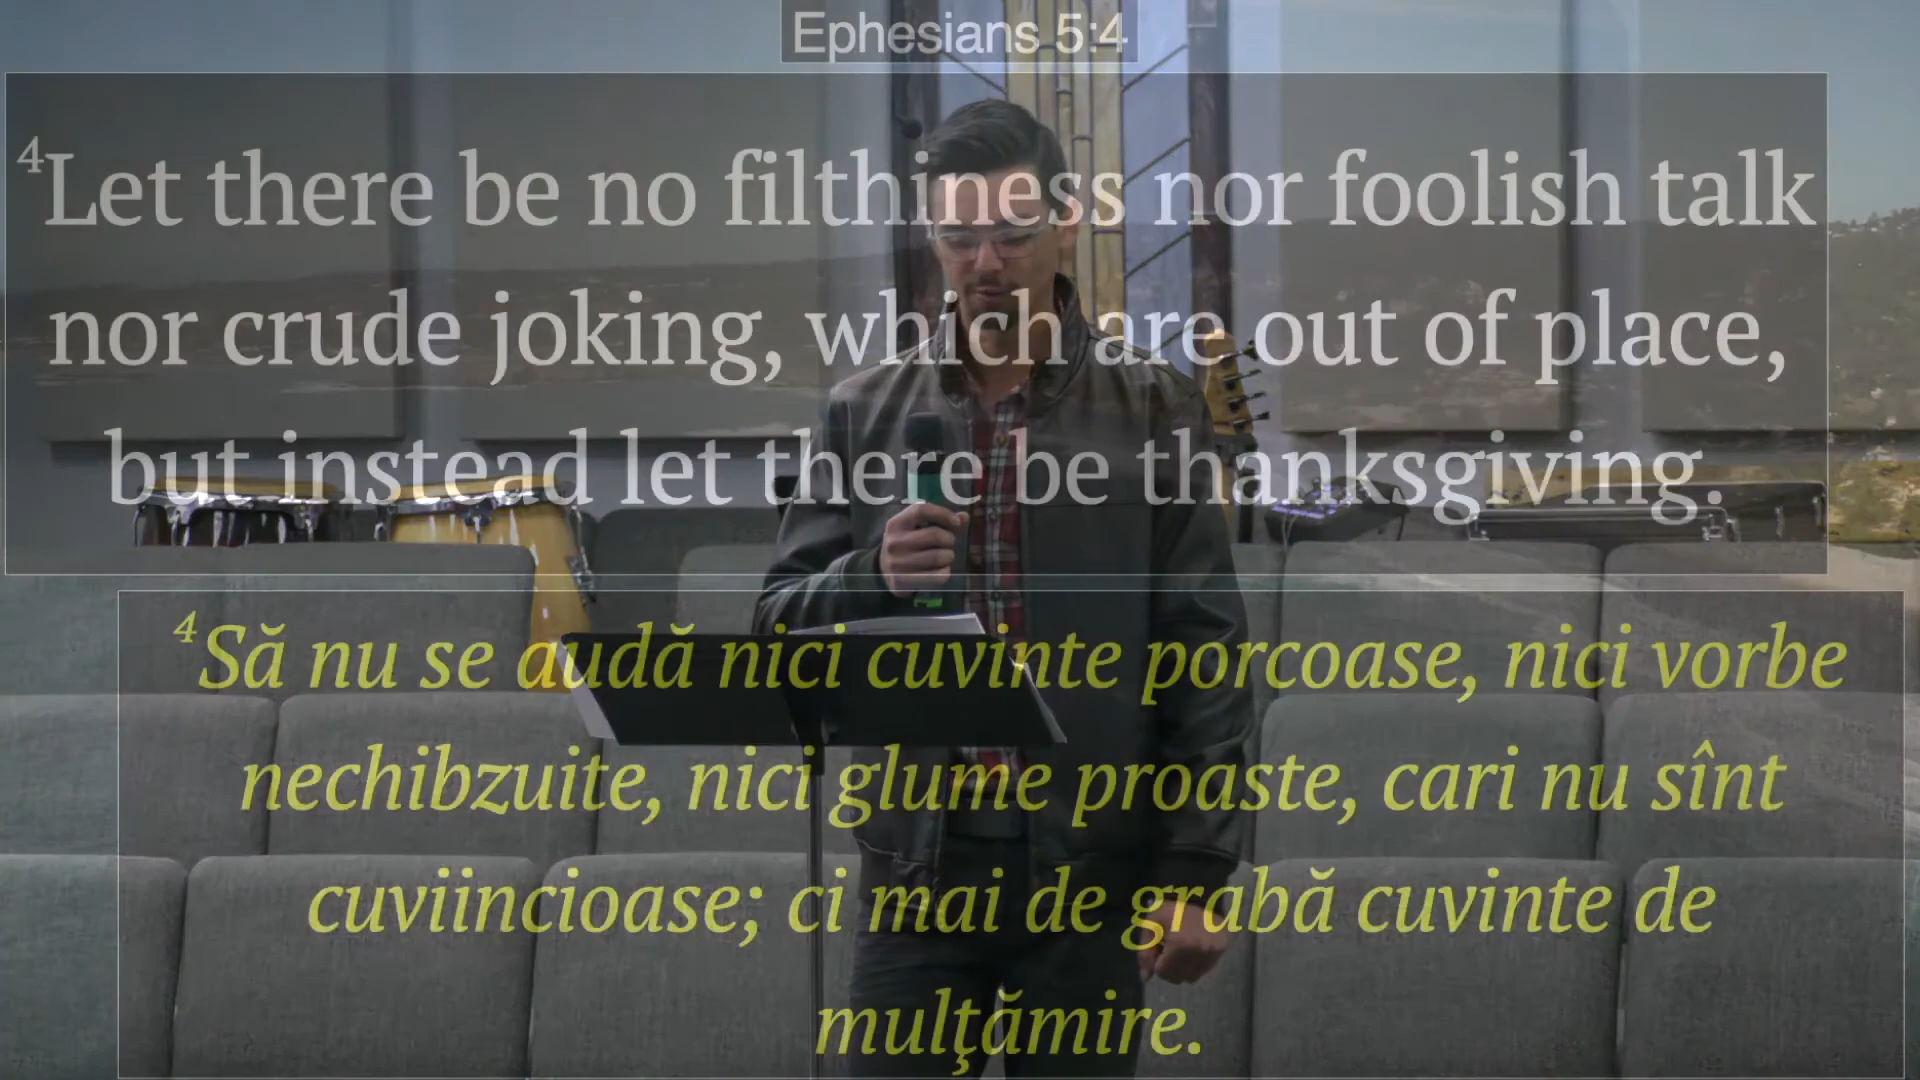 Ephesians 5:4
4Let there be no filthiness nor foolish talk
nor crude joking, which are out of place,
but instead let there be thanksgiving.
4Să nu se audă nici cuvinte porcoase, nici vorbe
nechibzuite, nici glume proaste, cari nu sînt
cuviincioase; ci mai de grabă cuvinte de
mulţămire.